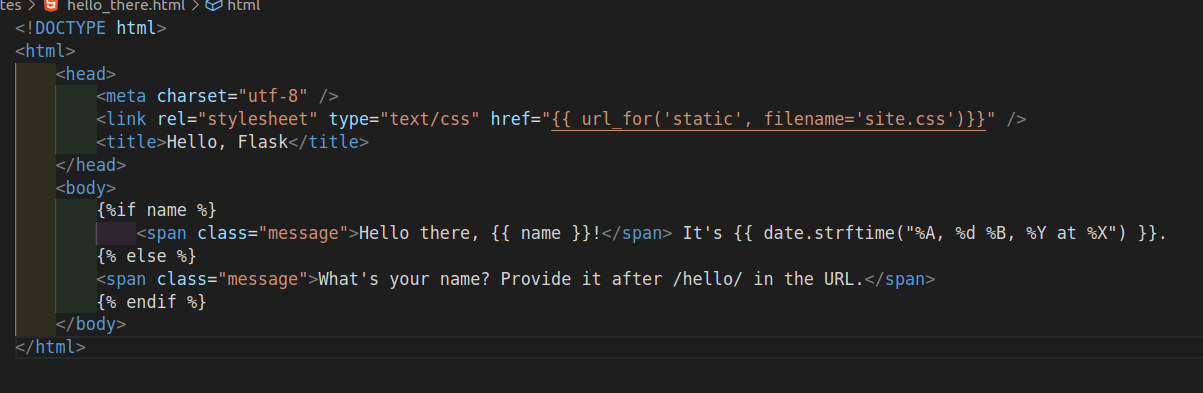 tes > hello_there.html > html
<!DOCTYPE html>
<html>
    <head>
        <meta charset="utf-8" />
        <link rel="stylesheet" type="text/css" href="{{ url_for('static', filename='site.css')}}" />
        <title>Hello, Flask</title>
    </head>
    <body>
        {%if name %}
            <span class="message">Hello there, {{ name }}!</span> It's {{ date.strftime("%A, %d %B, %Y at %X") }}.
        {% else %}
        <span class="message">What's your name? Provide it after /hello/ in the URL.</span>
        {% endif %}
    </body>
</html>